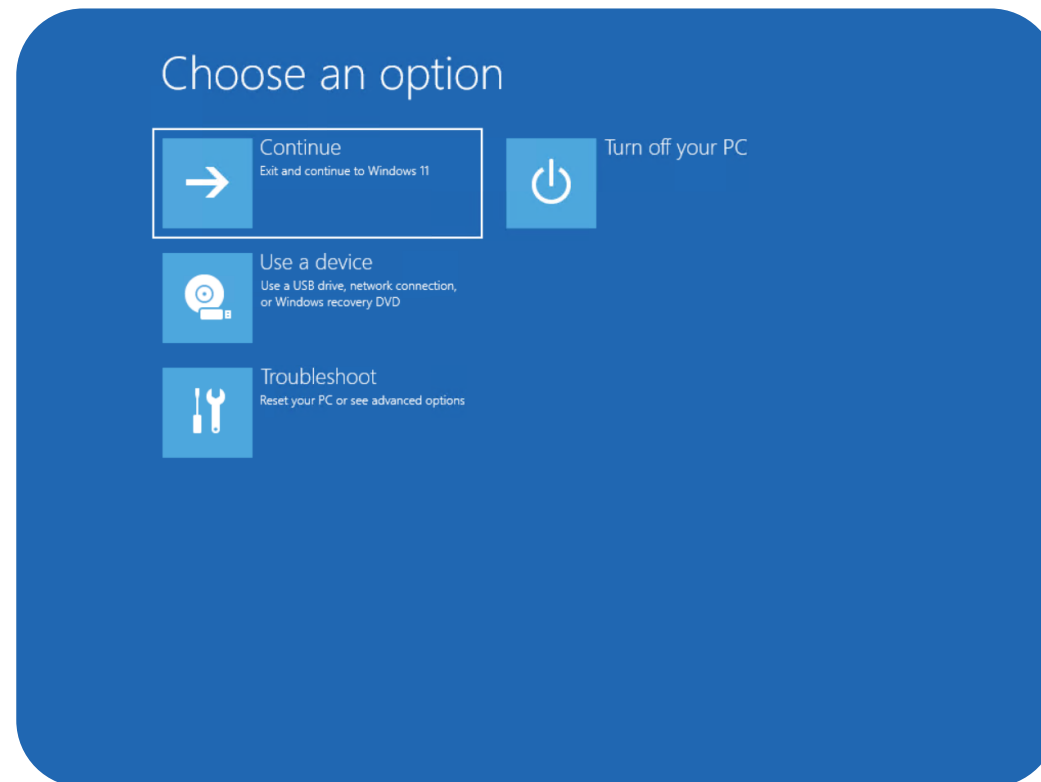 Choose an option
Continue
Exit and continue to Windows 11
Turn off your PC
Use a device
Use a USB drive, network connection,
or Windows recovery DVD
Troubleshoot
Reset your PC or see advanced options